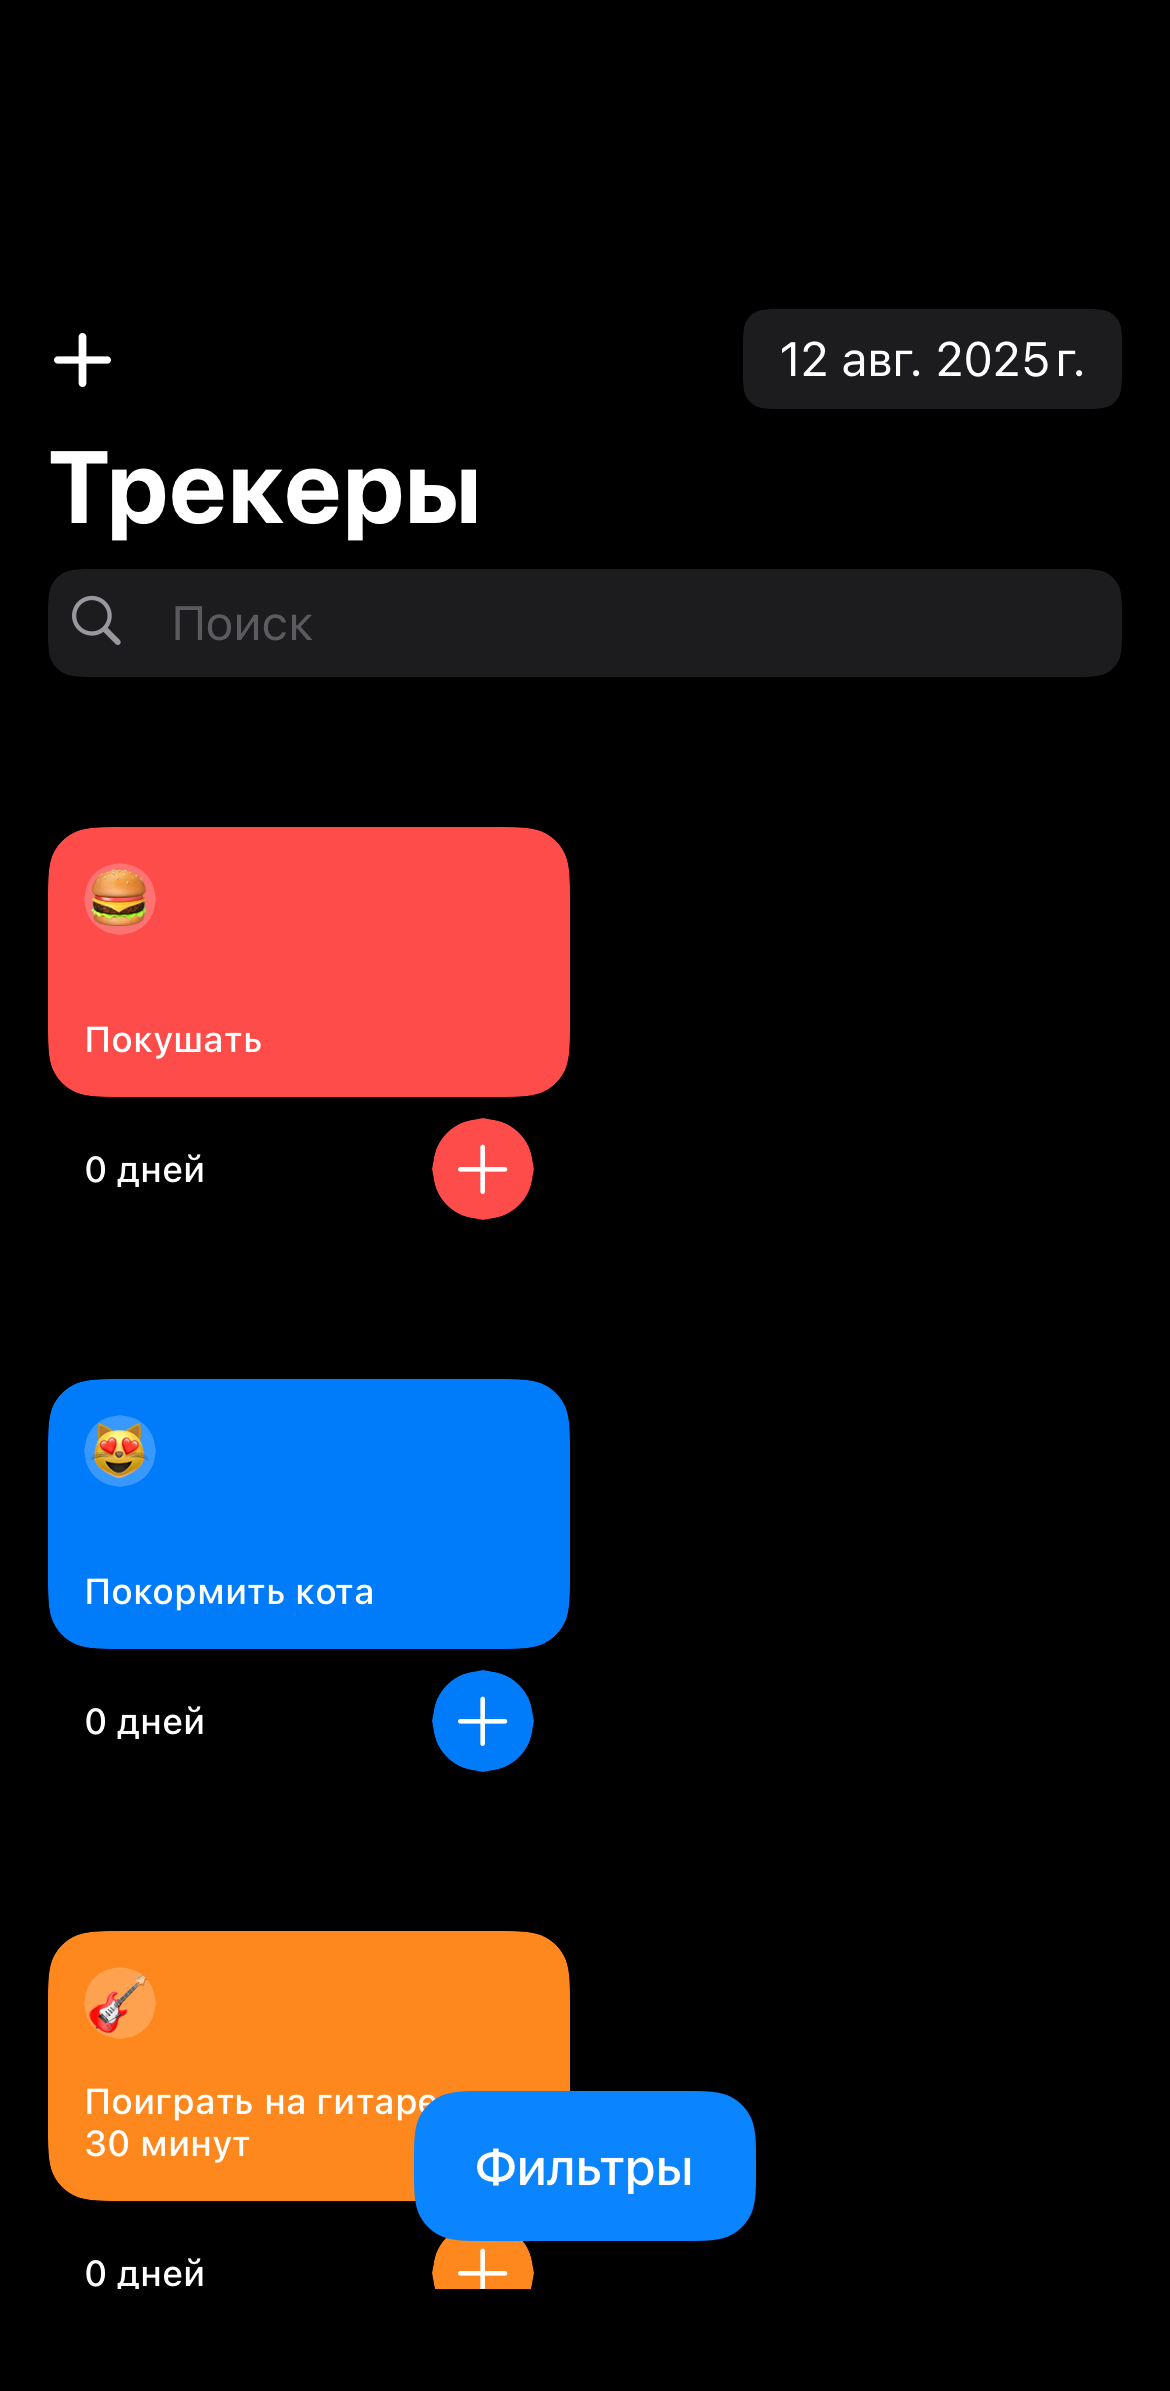 12 авг. 2025 г.
Трекеры
Поиск
Покушать
0 дней
Покормить кота
0 дней
Поиграть на гитаре
30 минут
Фильтры
0 дней